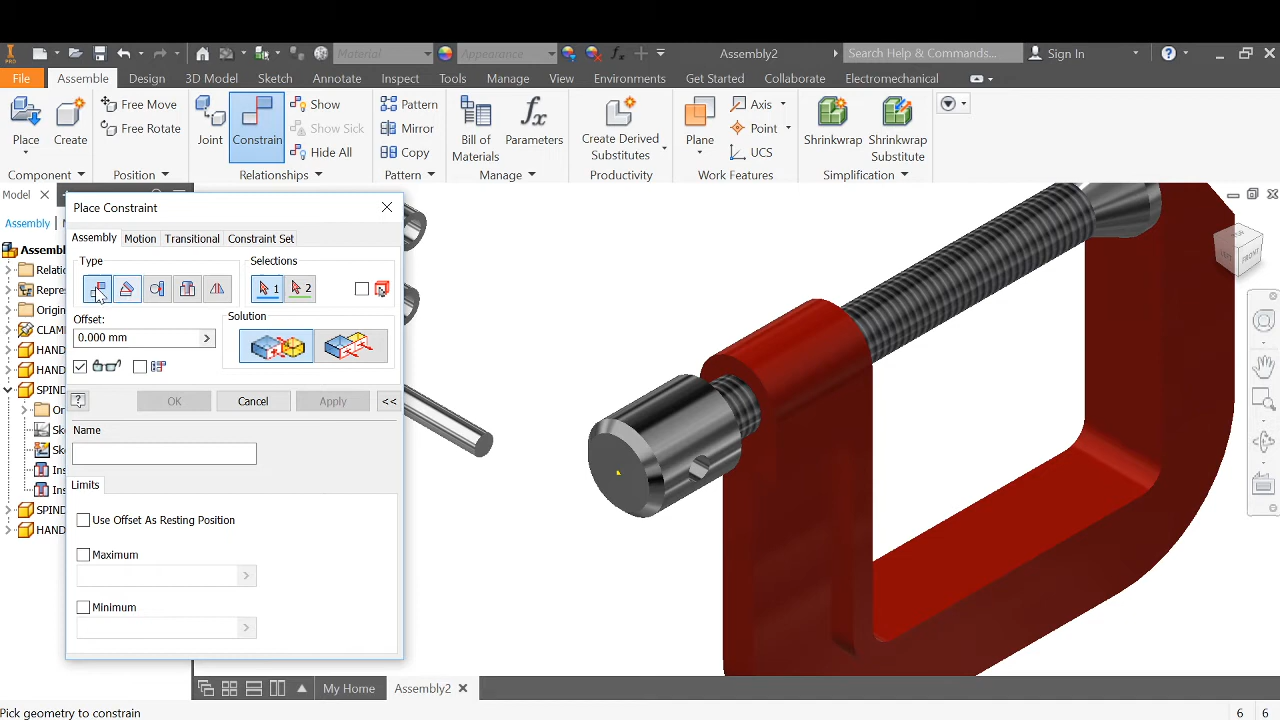 PRO Material Appearance Assembly2 Search Help & Commands... Sign In
File Assemble Design 3D Model Sketch Annotate Inspect Tools Manage View Environments Get Started Collaborate Electromechanical
Place Create Free Move Free Rotate Joint Constrain Show Show Sick Hide All Pattern Mirror Copy Bill of Materials Parameters Create Derived Substitutes Plane Axis Point UCS Shrinkwrap Shrinkwrap Substitute
Component Position Relationships Pattern Manage Productivity Work Features Simplification
Model
Assembly
Assemb
Relatio
Repres
Origin
CLAM
HAND
HAND
SPIND
Or
Sk
Ske
Ins
Ins
SPIND
HAND
Place Constraint
Assembly Motion Transitional Constraint Set
Type Selections
1 2
Offset: Solution
0.000 mm
OK Cancel Apply <<
Name
Limits
Use Offset As Resting Position
Maximum
Minimum
TOP
FRONT
My Home Assembly2
Pick geometry to constrain 6 6